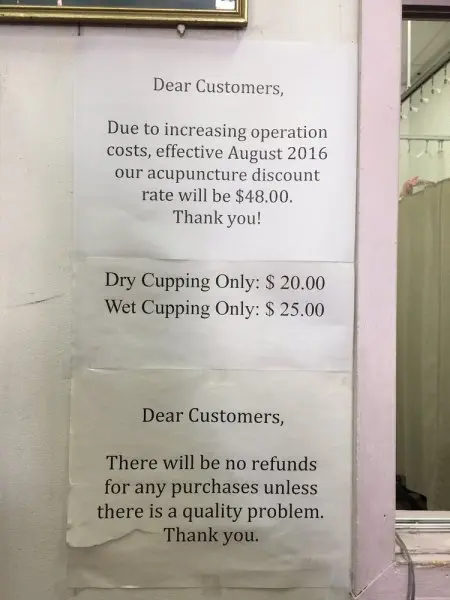 Dear Customers,
Due to increasing operation
costs, effective August 2016
our acupuncture discount
rate will be $48.00.
Thank you!
Dry Cupping Only: $ 20.00
Wet Cupping Only: $ 25.00
Dear Customers,
There will be no refunds
for any purchases unless
there is a quality problem.
Thank you.